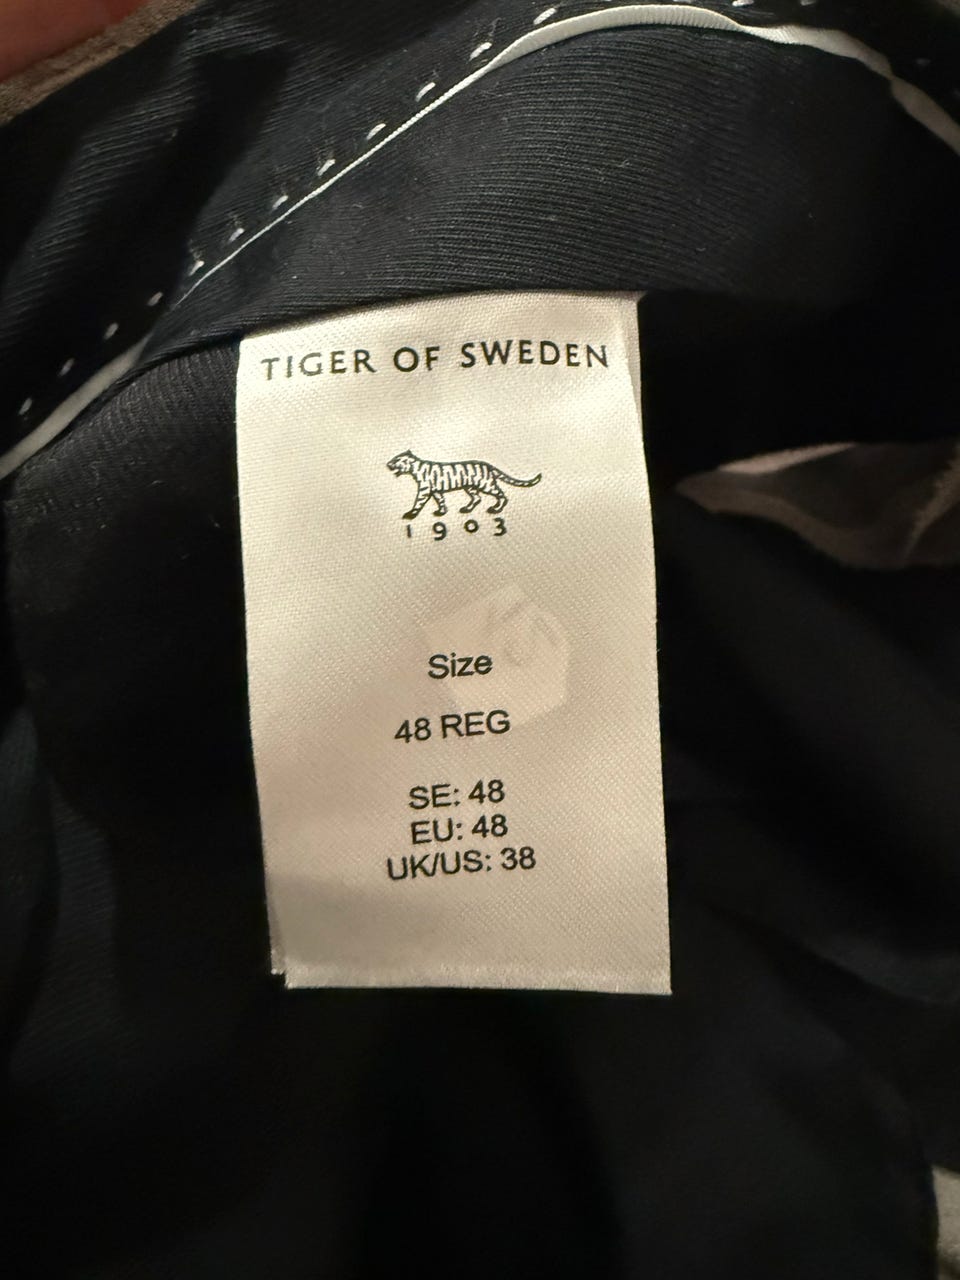 TIGER OF SWEDEN
1903
Size
48 REG
SE: 48
EU: 48
UK/US: 38